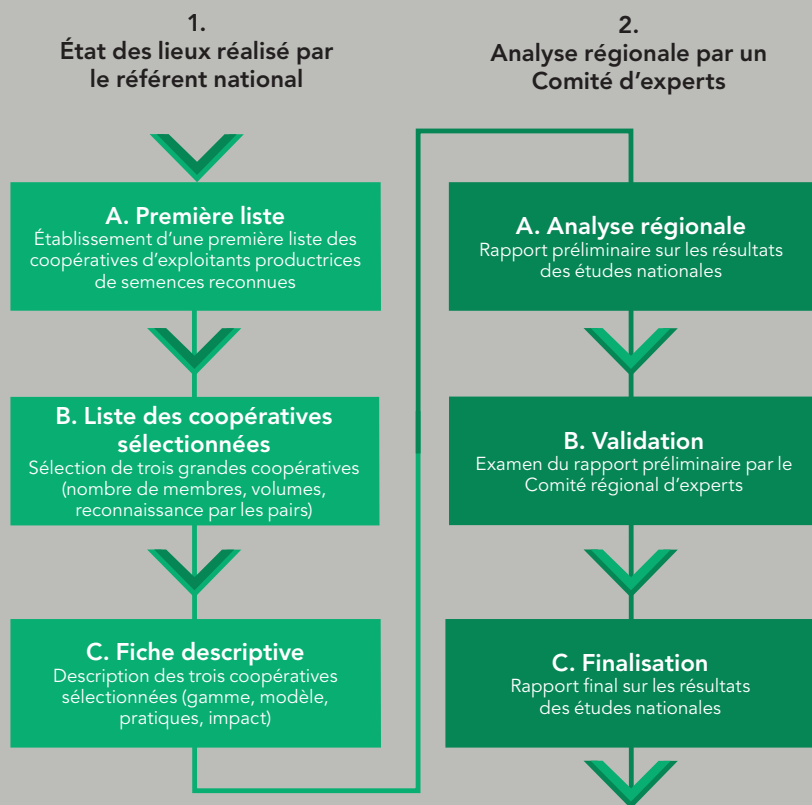 1.
État des lieux réalisé par
le référent national
A. Première liste
Établissement d'une première liste des
coopératives d'exploitants productrices
de semences reconnues
B. Liste des coopératives
sélectionnées
Sélection de trois grandes coopératives
(nombre de membres, volumes,
reconnaissance par les pairs)
C. Fiche descriptive
Description des trois coopératives
sélectionnées (gamme, modèle,
pratiques, impact)
2.
Analyse régionale par un
Comité d'experts
A. Analyse régionale
Rapport préliminaire sur les résultats
des études nationales
B. Validation
Examen du rapport préliminaire par le
Comité régional d'experts
C. Finalisation
Rapport final sur les résultats
des études nationales